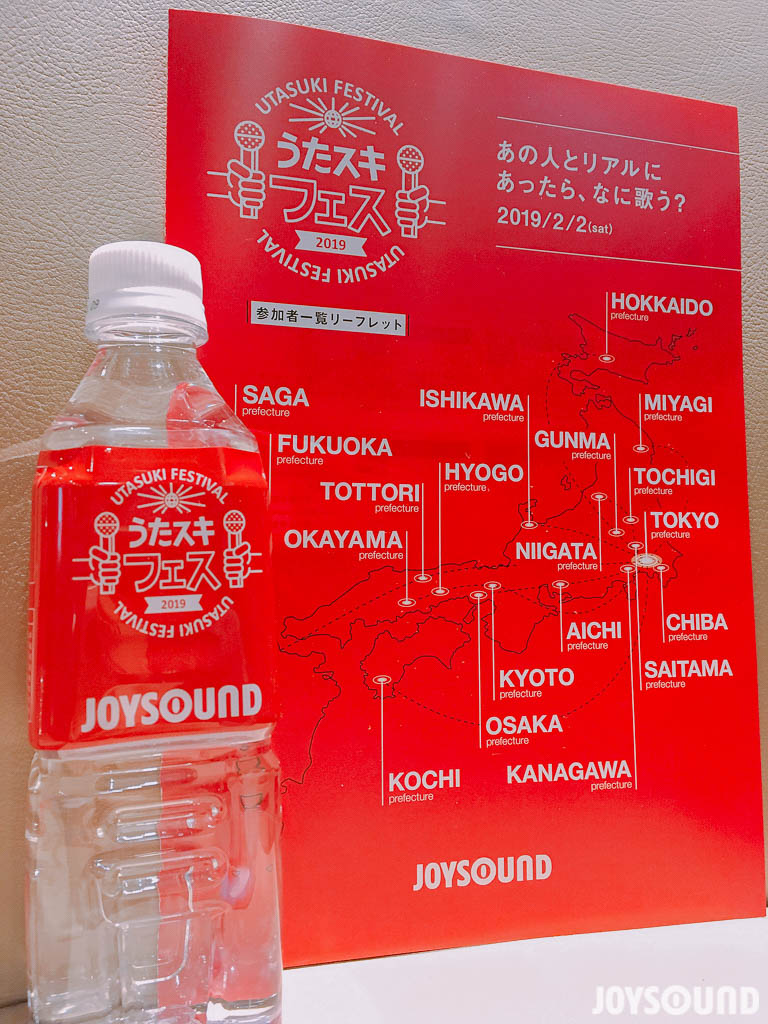 UTASUKI FESTIVAL
うたスキ
フェス
2019
UTASUKI FESTIVAL
あの人とリアルに
あったら、なに歌う?
2019/2/2(sat)
参加者一覧リーフレット
HOKKAIDO
prefecture
SAGA
prefecture
ISHIKAWA
prefecture
MIYAGI
prefecture
FUKUOKA
prefecture
GUNMA
prefecture
HYOGO
prefecture
TOCHIGI
prefecture
TOTTORI
prefecture
TOKYO
prefecture
OKAYAMA
prefecture
NIIGATA
prefecture
AICHI
prefecture
CHIBA
prefecture
KYOTO
prefecture
SAITAMA
prefecture
OSAKA
prefecture
KOCHI
prefecture
KANAGAWA
prefecture
JOYSOUND
UTASUKI FESTIVAL
うたスキ
フェス
2019
UTASUKI FESTIVAL
JOYSOUND
JOYSOUND